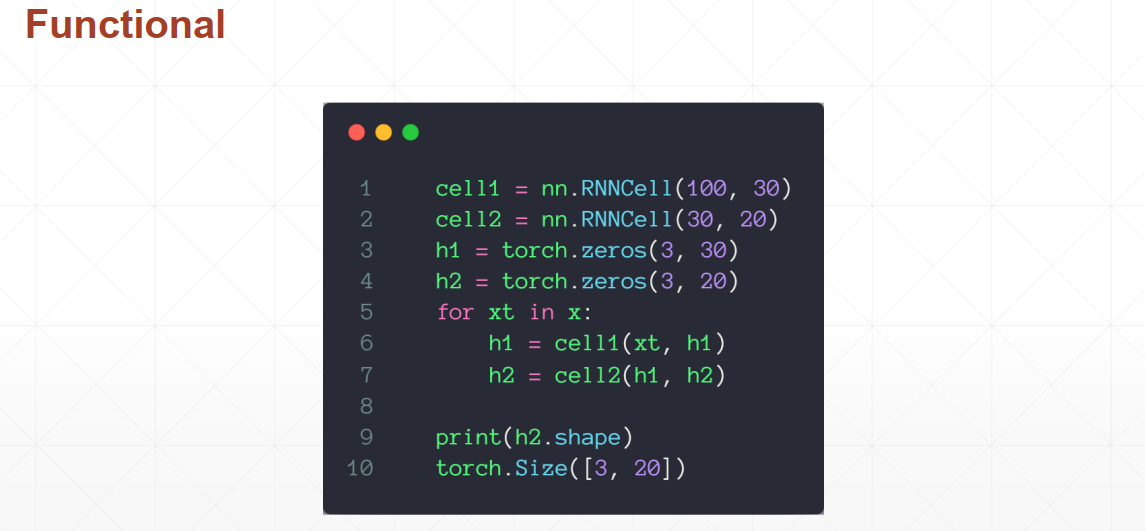 Functional
1 cell1 = nn.RNNCell(100, 30)
2 cell2 = nn.RNNCell(30, 20)
3 h1 = torch.zeros(3, 30)
4 h2 = torch.zeros(3, 20)
5 for xt in x:
6     h1 = cell1(xt, h1)
7     h2 = cell2(h1, h2)
8
9 print(h2.shape)
10 torch.Size([3, 20])